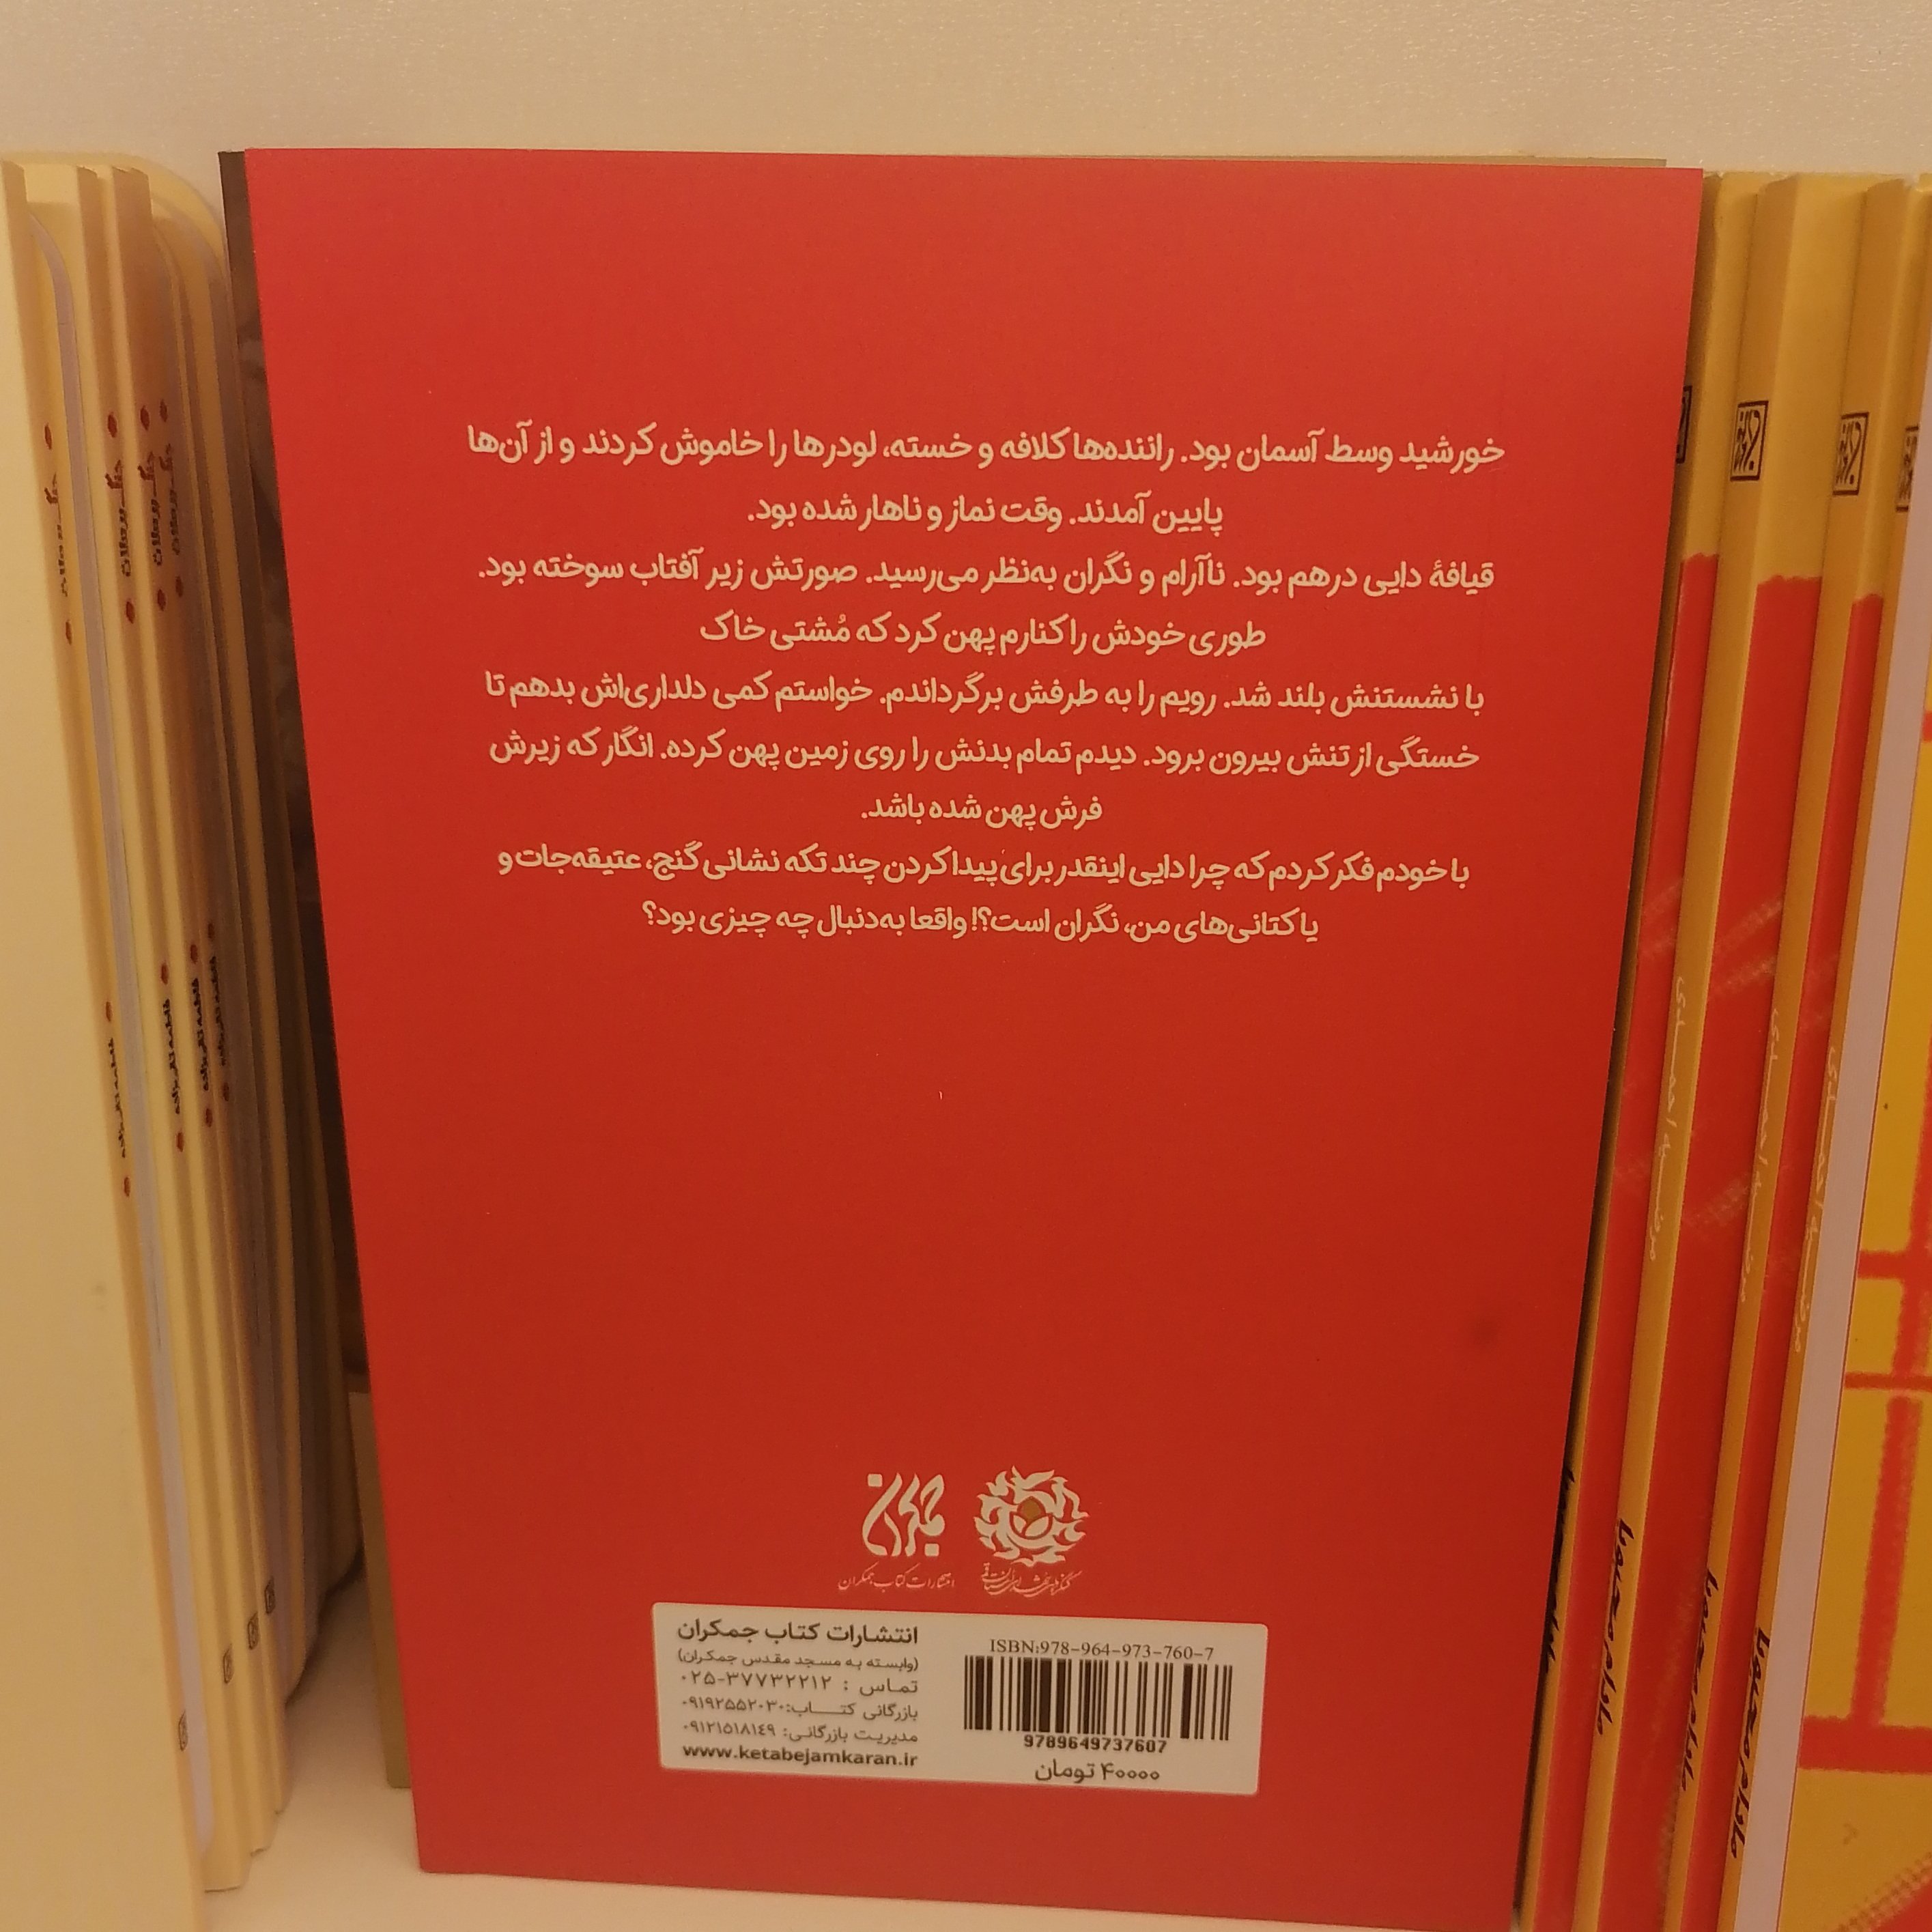 خورشید وسط آسمان بود. راننده‌ها کلافه و خسته، لودرها را خاموش کردند و از آن‌ها
پایین آمدند. وقت نماز و ناهار شده بود.
قیافهٔ دایی درهم بود. ناآرام و نگران به‌نظر می‌رسید. صورتش زیر آفتاب سوخته بود.
طوری خودش را کنارم پهن کرد که مُشتی خاک
با نشستنش بلند شد. رویم را به طرفش برگرداندم. خواستم کمی دلداری‌اش بدهم تا
خستگی از تنش بیرون برود. دیدم تمام بدنش را روی زمین پهن کرده. انگار که زیرش
فرش پهن شده باشد.
با خودم فکر کردم که چرا دایی اینقدر برای پیدا کردن چند تکه نشانی گنج، عتیقه‌جات و
یا کتانی‌های من، نگران است؟! واقعا به‌دنبال چه چیزی بود؟
جمکران
انتشارات کتاب جمکران
انتشارات کتاب جمکران
(وابسته به مسجد مقدس جمکران)
تماس : ۰۲۵-۳۷۷۳۲۲۱۲
بازرگانی کتاب: ۰۹۱۹۲۵۵۲۰۳۰
مدیریت بازرگانی: ۰۹۱۲۱۵۱۸۱۴۹
www.ketabejamkaran.ir
ISBN:978-964-973-760-7
9789649737607
۴۰۰۰۰ تومان